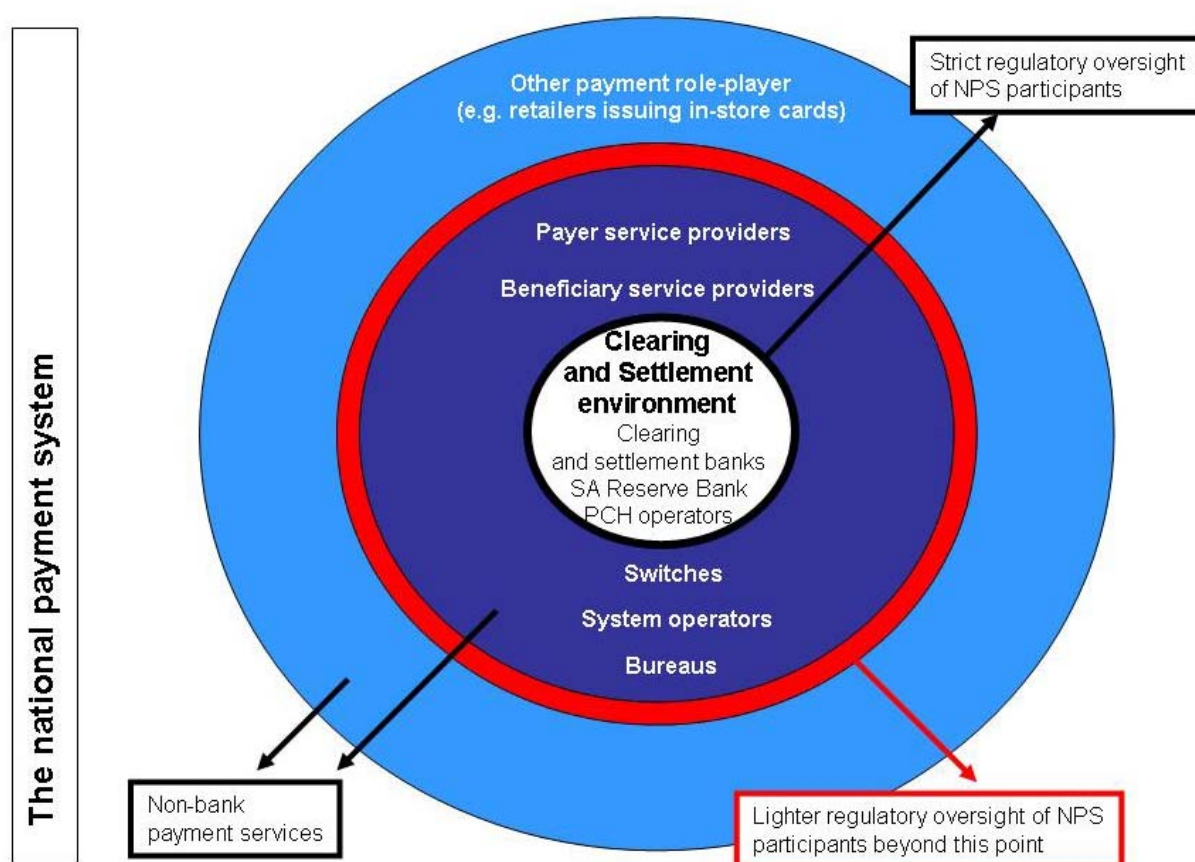 The national payment system
Other payment role-player
(e.g. retailers issuing in-store cards)
Strict regulatory oversight
of NPS participants
Payer service providers
Beneficiary service providers
Clearing
and Settlement
environment
Clearing
and settlement banks
SA Reserve Bank
PCH operators
Switches
System operators
Bureaus
Non-bank
payment services
Lighter regulatory oversight of NPS
participants beyond this point